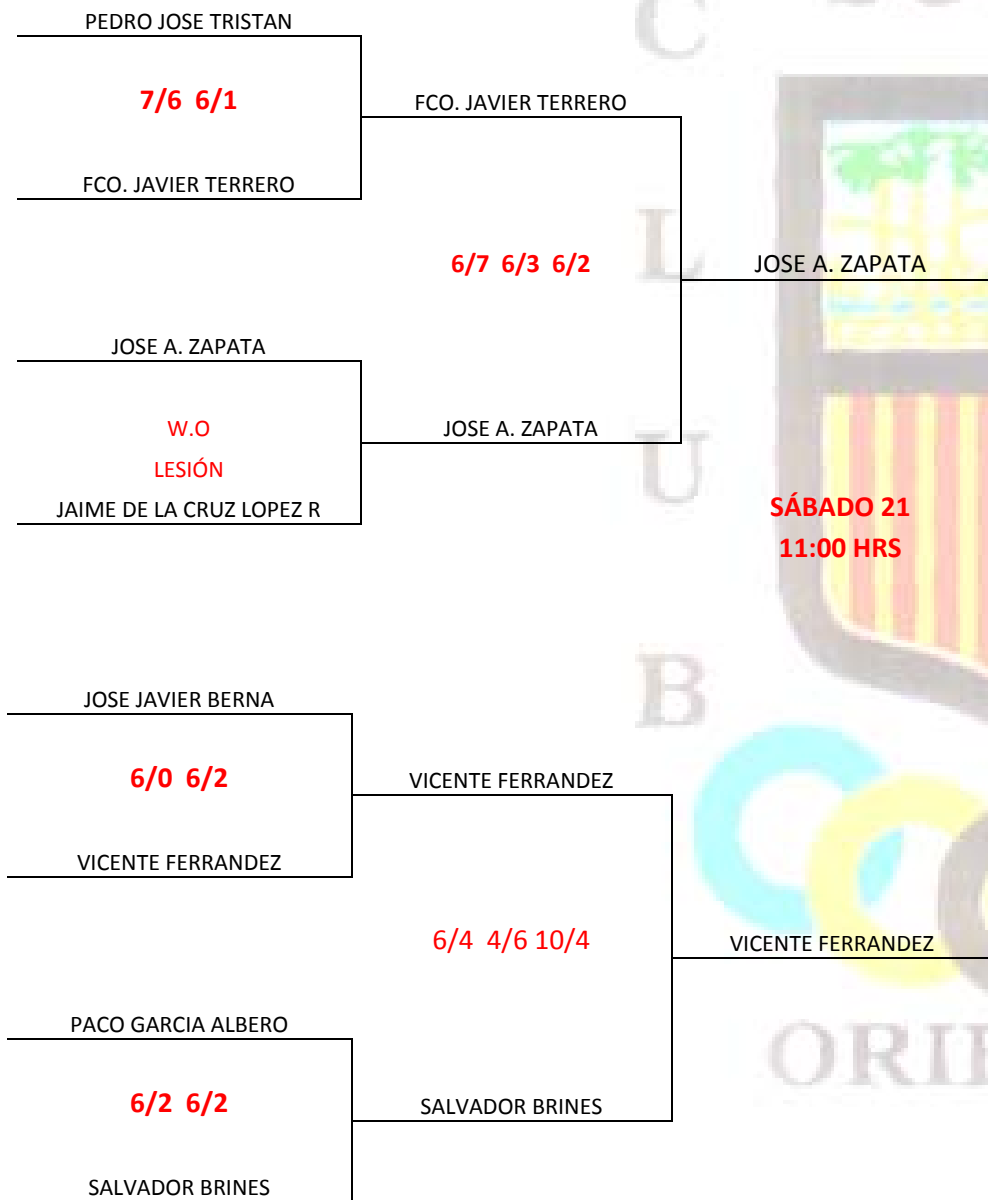 PEDRO JOSE TRISTAN
7/6 6/1
FCO. JAVIER TERRERO
FCO. JAVIER TERRERO
6/7 6/3 6/2
JOSE A. ZAPATA
JOSE A. ZAPATA
W.O
LESIÓN
JOSE A. ZAPATA
JAIME DE LA CRUZ LOPEZ R
SÁBADO 21
11:00 HRS
JOSE JAVIER BERNA
6/0 6/2
VICENTE FERRANDEZ
VICENTE FERRANDEZ
6/4 4/6 10/4
VICENTE FERRANDEZ
PACO GARCIA ALBERO
6/2 6/2
SALVADOR BRINES
SALVADOR BRINES
C
L
U
B